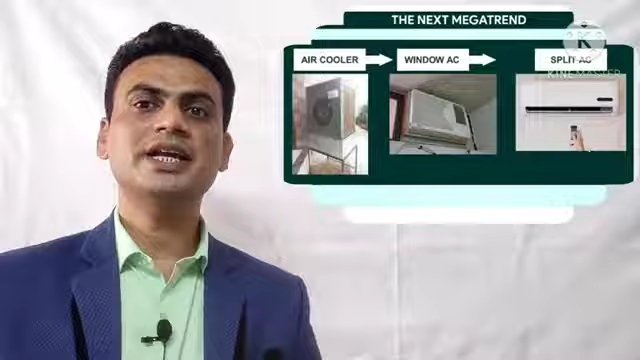 THE NEXT MEGATREND
AIR COOLER
WINDOW AC
SPLIT AC
KINEMASTER